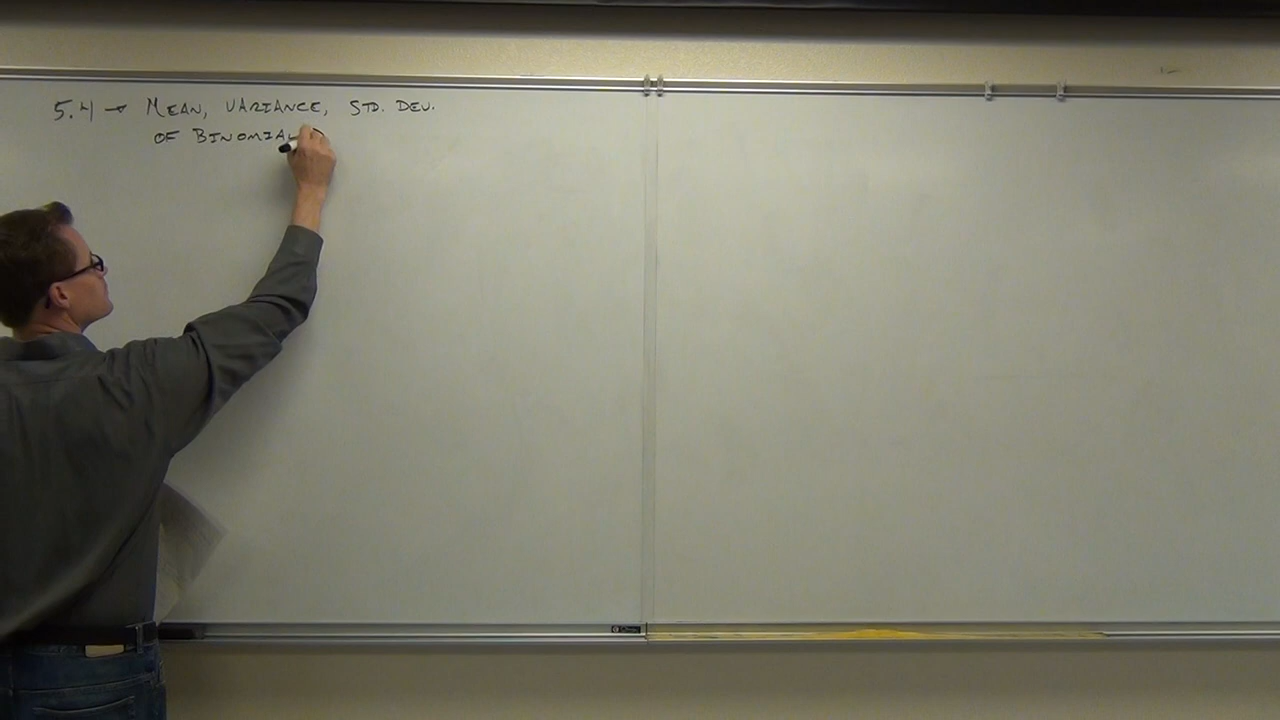 5.4 → MEAN, VARIANCE, STD. DEV.
OF BINOMIAL